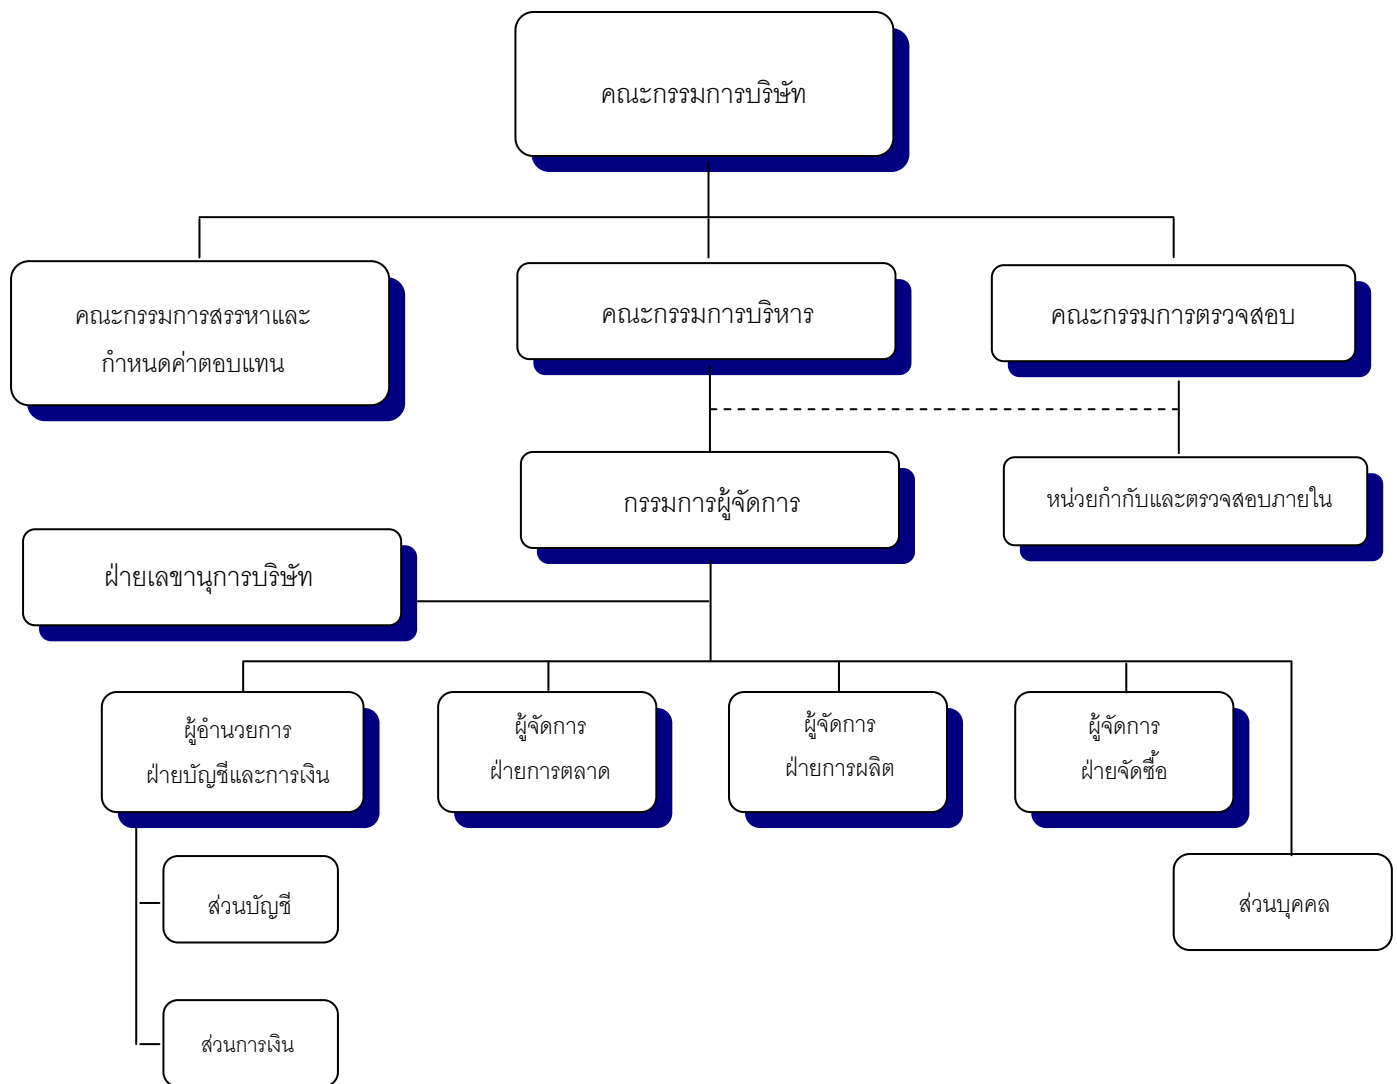 คณะกรรมการบริษัท
คณะกรรมการสรรหาและ
กำหนดค่าตอบแทน
คณะกรรมการบริหาร
คณะกรรมการตรวจสอบ
กรรมการผู้จัดการ
หน่วยกำกับและตรวจสอบภายใน
ฝ่ายเลขานุการบริษัท
ผู้อำนวยการ
ฝ่ายบัญชีและการเงิน
ผู้จัดการ
ฝ่ายการตลาด
ผู้จัดการ
ฝ่ายการผลิต
ผู้จัดการ
ฝ่ายจัดซื้อ
ส่วนบัญชี
ส่วนบุคคล
ส่วนการเงิน